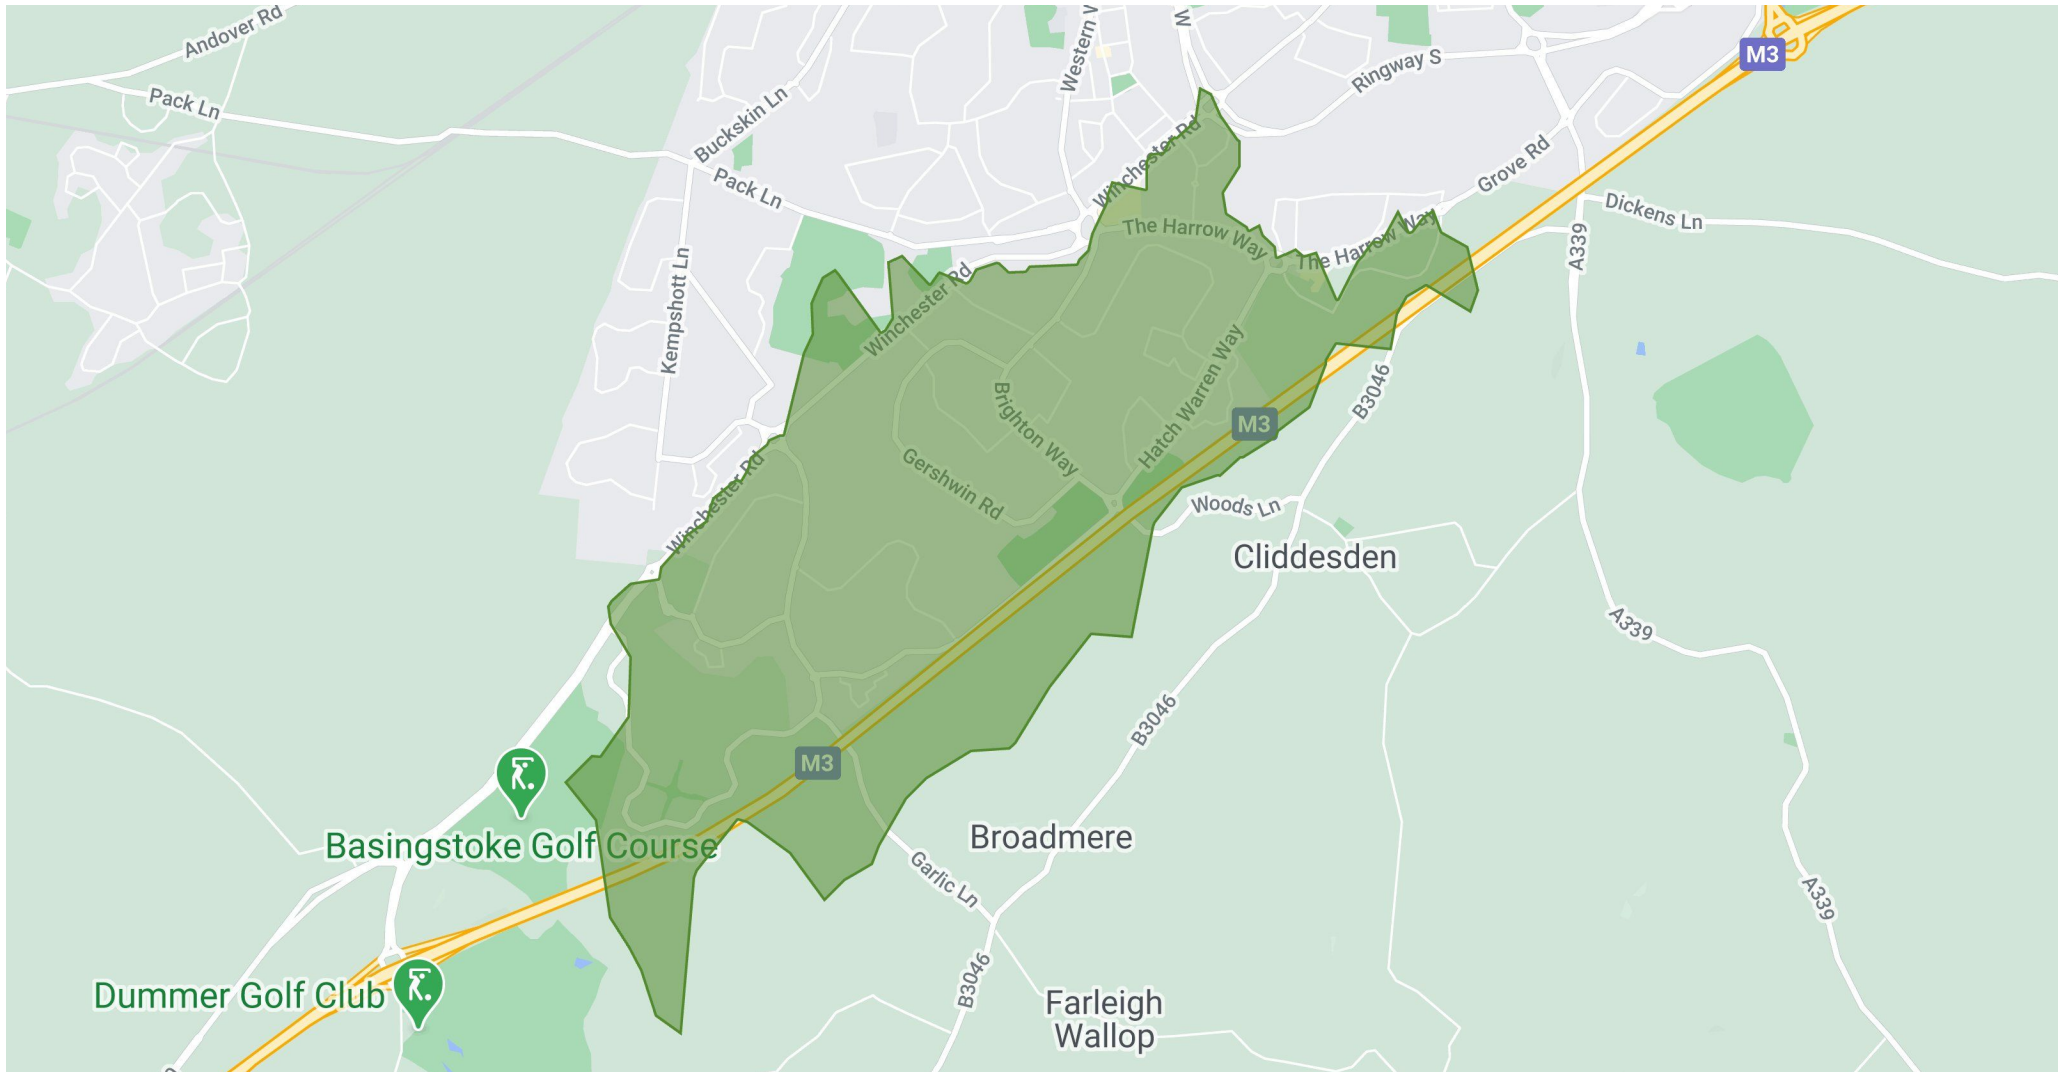 Andover Rd
Western
W
Ringway S
M3
Pack Ln
Buckskin Ln
Winchester Rd
Grove Rd
Pack Ln
Dickens Ln
The Harrow Way
The Harrow Way
A339
Kempshott Ln
Winchester Rd
Hatch Warren Way
B3046
Brighton Way
M3
Gershwin Rd
Winchester Rd
Woods Ln
Cliddesden
A339
B3046
M3
Basingstoke Golf Course
Broadmere
Garlic Ln
A339
Dummer Golf Club
B3046
Farleigh
Wallop